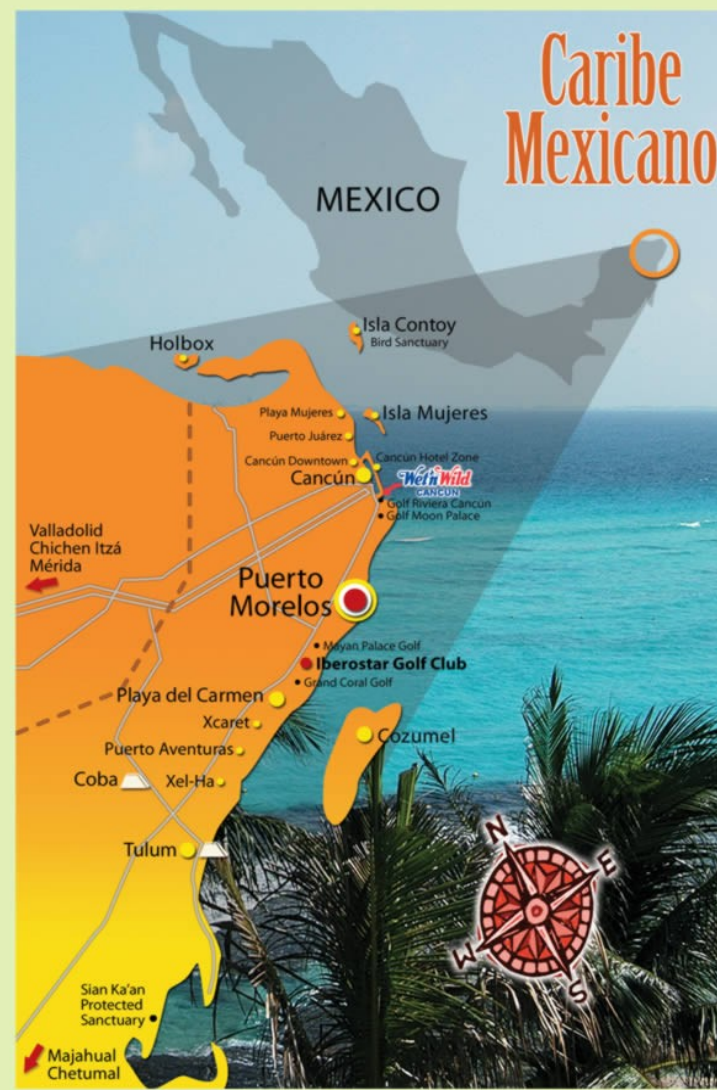 Caribe
Mexicano
MEXICO
Isla Contoy
Bird Sanctuary
Holbox
Playa Mujeres
Isla Mujeres
Puerto Juárez
Cancún Downtown
Cancún Hotel Zone
Cancún
Wet'n Wild
CANCUN
Golf Riviera Cancún
Golf Moon Palace
Valladolid
Chichen Itzá
Mérida
Puerto
Morelos
Mayan Palace Golf
Iberostar Golf Club
Grand Coral Golf
Playa del Carmen
Xcaret
Cozumel
Puerto Aventuras
Coba
Xel-Ha
Tulum
N
E
W
S
Sian Ka'an
Protected
Sanctuary
Majahual
Chetumal